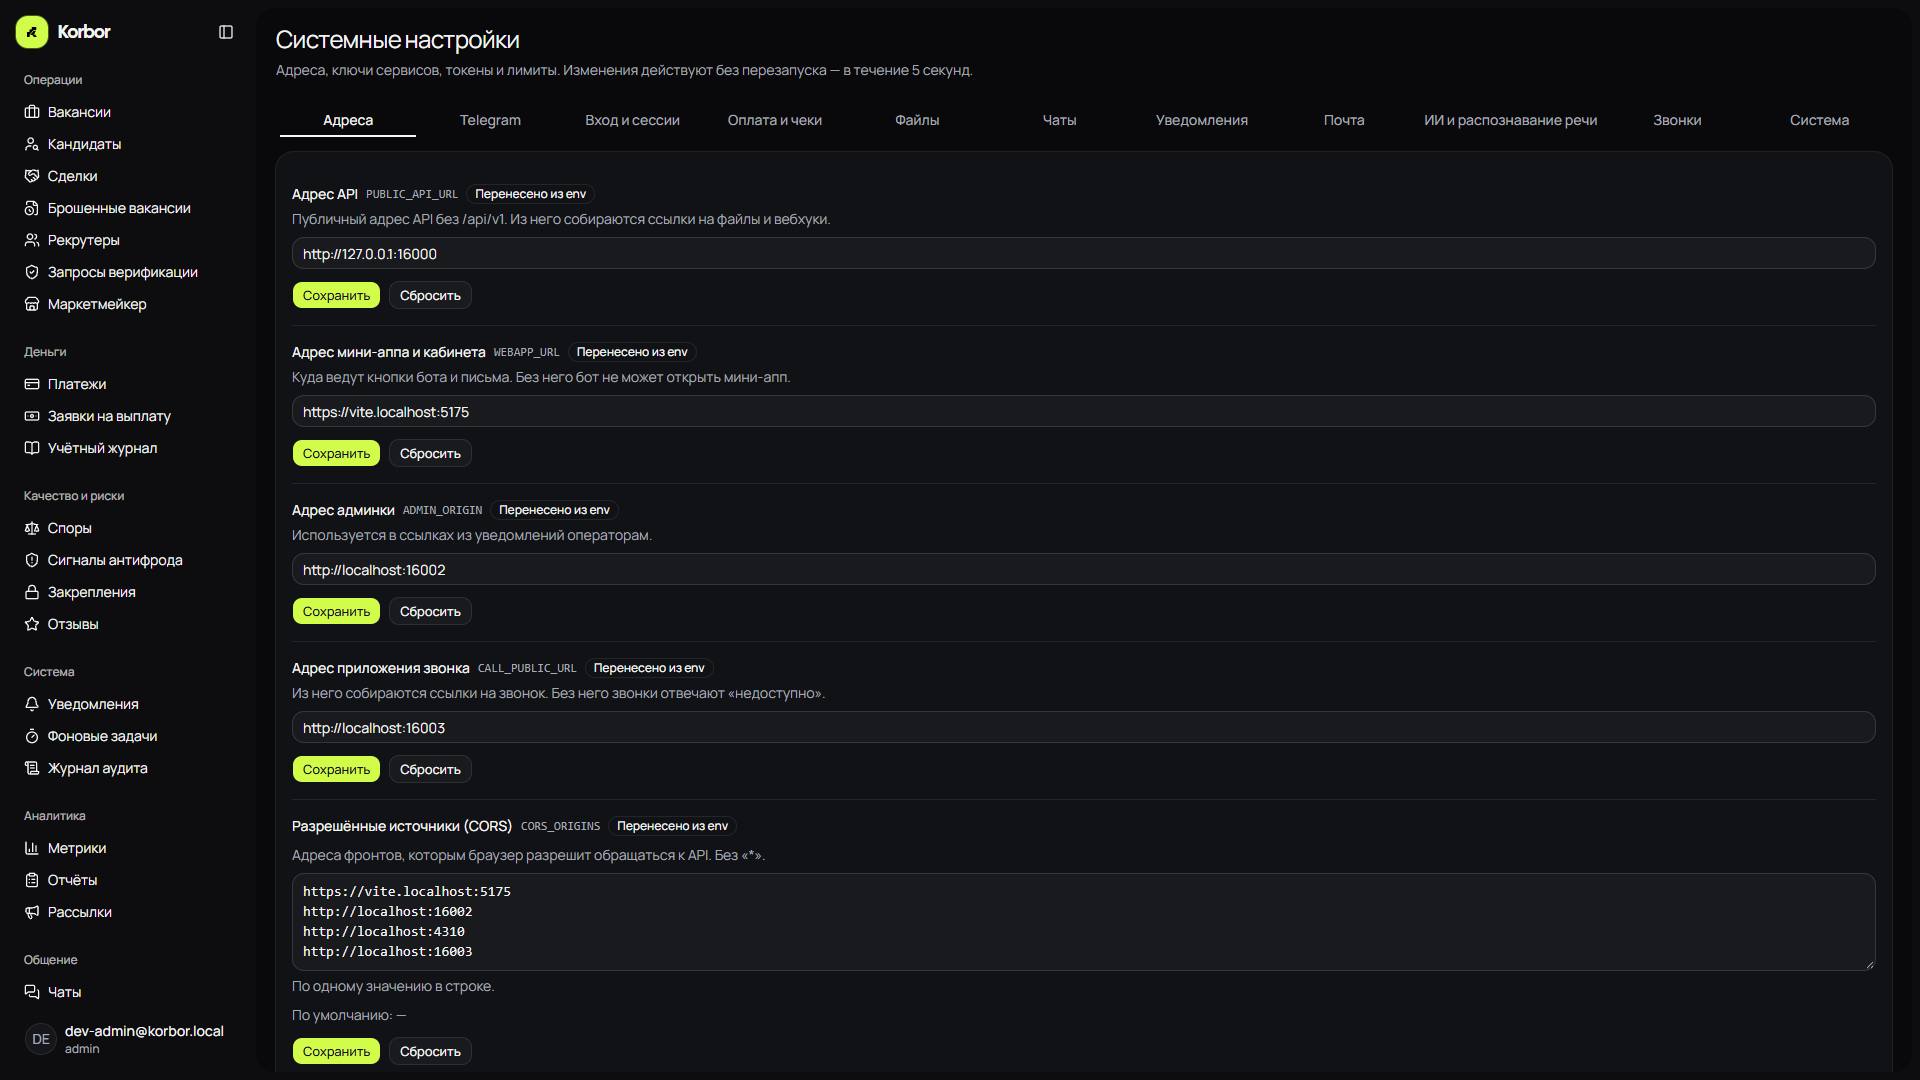 Korbor
Операции
Вакансии
Кандидаты
Сделки
Брошенные вакансии
Рекрутеры
Запросы верификации
Маркетмейкер
Деньги
Платежи
Заявки на выплату
Учётный журнал
Качество и риски
Споры
Сигналы антифрода
Закрепления
Отзывы
Система
Уведомления
Фоновые задачи
Журнал аудита
Аналитика
Метрики
Отчёты
Рассылки
Общение
Чаты
DE
dev-admin@korbor.local
admin
Системные настройки
Адреса, ключи сервисов, токены и лимиты. Изменения действуют без перезапуска — в течение 5 секунд.
Адреса Telegram Вход и сессии Оплата и чеки Файлы Чаты Уведомления Почта ИИ и распознавание речи Звонки Система
Адрес API PUBLIC_API_URL Перенесено из env
Публичный адрес API без /api/v1. Из него собираются ссылки на файлы и вебхуки.
http://127.0.0.1:16000
Сохранить Сбросить
Адрес мини-аппа и кабинета WEBAPP_URL Перенесено из env
Куда ведут кнопки бота и письма. Без него бот не может открыть мини-апп.
https://vite.localhost:5175
Сохранить Сбросить
Адрес админки ADMIN_ORIGIN Перенесено из env
Используется в ссылках из уведомлений операторам.
http://localhost:16002
Сохранить Сбросить
Адрес приложения звонка CALL_PUBLIC_URL Перенесено из env
Из него собираются ссылки на звонок. Без него звонки отвечают «недоступно».
http://localhost:16003
Сохранить Сбросить
Разрешённые источники (CORS) CORS_ORIGINS Перенесено из env
Адреса фронтов, которым браузер разрешит обращаться к API. Без «*».
https://vite.localhost:5175
http://localhost:16002
http://localhost:4310
http://localhost:16003
По одному значению в строке.
По умолчанию: —
Сохранить Сбросить